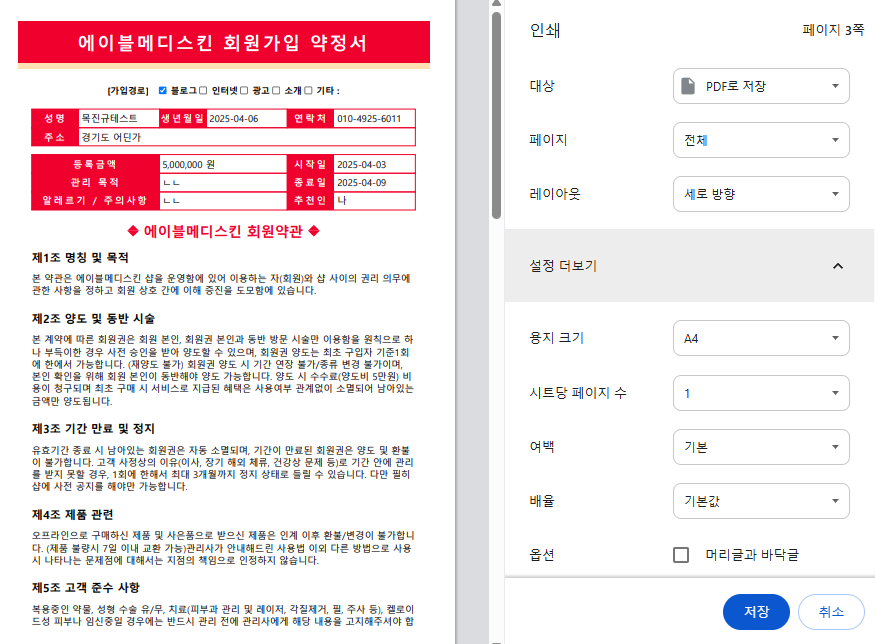 에이블메디스킨 회원가입 약정서
[가입경로] 블로그 인터넷 광고 소개 기타 :
성명 목진규테스트 생년월일 2025-04-06 연락처 010-4925-6011
주소 경기도 어딘가
등록금액 5,000,000 원 시작일 2025-04-03
관리 목적 ㄴㄴ 종료일 2025-04-09
알레르기 / 주의사항 ㄴㄴ 추천인 나
◆ 에이블메디스킨 회원약관 ◆
제1조 명칭 및 목적
본 약관은 에이블메디스킨 샵을 운영함에 있어 이용하는 자(회원)와 샵 사이의 권리 의무에
관한 사항을 정하고 회원 상호 간에 이해 증진을 도모함에 있습니다.
제2조 양도 및 동반 시술
본 계약에 따른 회원권은 회원 본인, 회원권 본인과 동반 방문 시술만 이용함을 원칙으로 하
나 부득이한 경우 사전 승인을 받아 양도할 수 있으며, 회원권 양도는 최초 구입자 기준1회
에 한에서 가능합니다. (재양도 불가) 회원권 양도 시 기간 연장 불가/종류 변경 불가이며,
본인 확인을 위해 회원 본인이 동반해야 양도 가능합니다. 양도 시 수수료(양도비 5만원) 비
용이 청구되며 최초 구매 시 서비스로 지급된 혜택은 사용여부 관계없이 소멸되어 남아있는
금액만 양도됩니다.
제3조 기간 만료 및 정지
유효기간 종료 시 남아있는 회원권은 자동 소멸되며, 기간이 만료된 회원권은 양도 및 환불
이 불가합니다. 고객 사정상의 이유(이사, 장기 해외 체류, 건강상 문제 등)로 기간 안에 관리
를 받지 못할 경우, 1회에 한해서 최대 3개월까지 정지 상태로 들릴 수 있습니다. 다만 필히
샵에 사전 공지를 해야만 가능합니다.
제4조 제품 관련
오프라인으로 구매하신 제품 및 사은품으로 받으신 제품은 인계 이후 환불/변경이 불가합니
다. (제품 불량시 7일 이내 교환 가능)관리사가 안내해드린 사용법 이외 다른 방법으로 사용
시 나타나는 문제점에 대해서는 지점의 책임으로 인정하지 않습니다.
제5조 고객 준수 사항
복용중인 약물, 성형 수술 유/무, 치료(피부과 관리 및 레이저, 각질제거, 필, 주사 등), 켈로이
드성 피부나 임신중일 경우에는 반드시 관리 전에 관리사에게 해당 내용을 고지해주셔야 합
인쇄 페이지 3쪽
대상 PDF로 저장
페이지 전체
레이아웃 세로 방향
설정 더보기
용지 크기 A4
시트당 페이지 수 1
여백 기본
배율 기본값
옵션 머리글과 바닥글
저장 취소